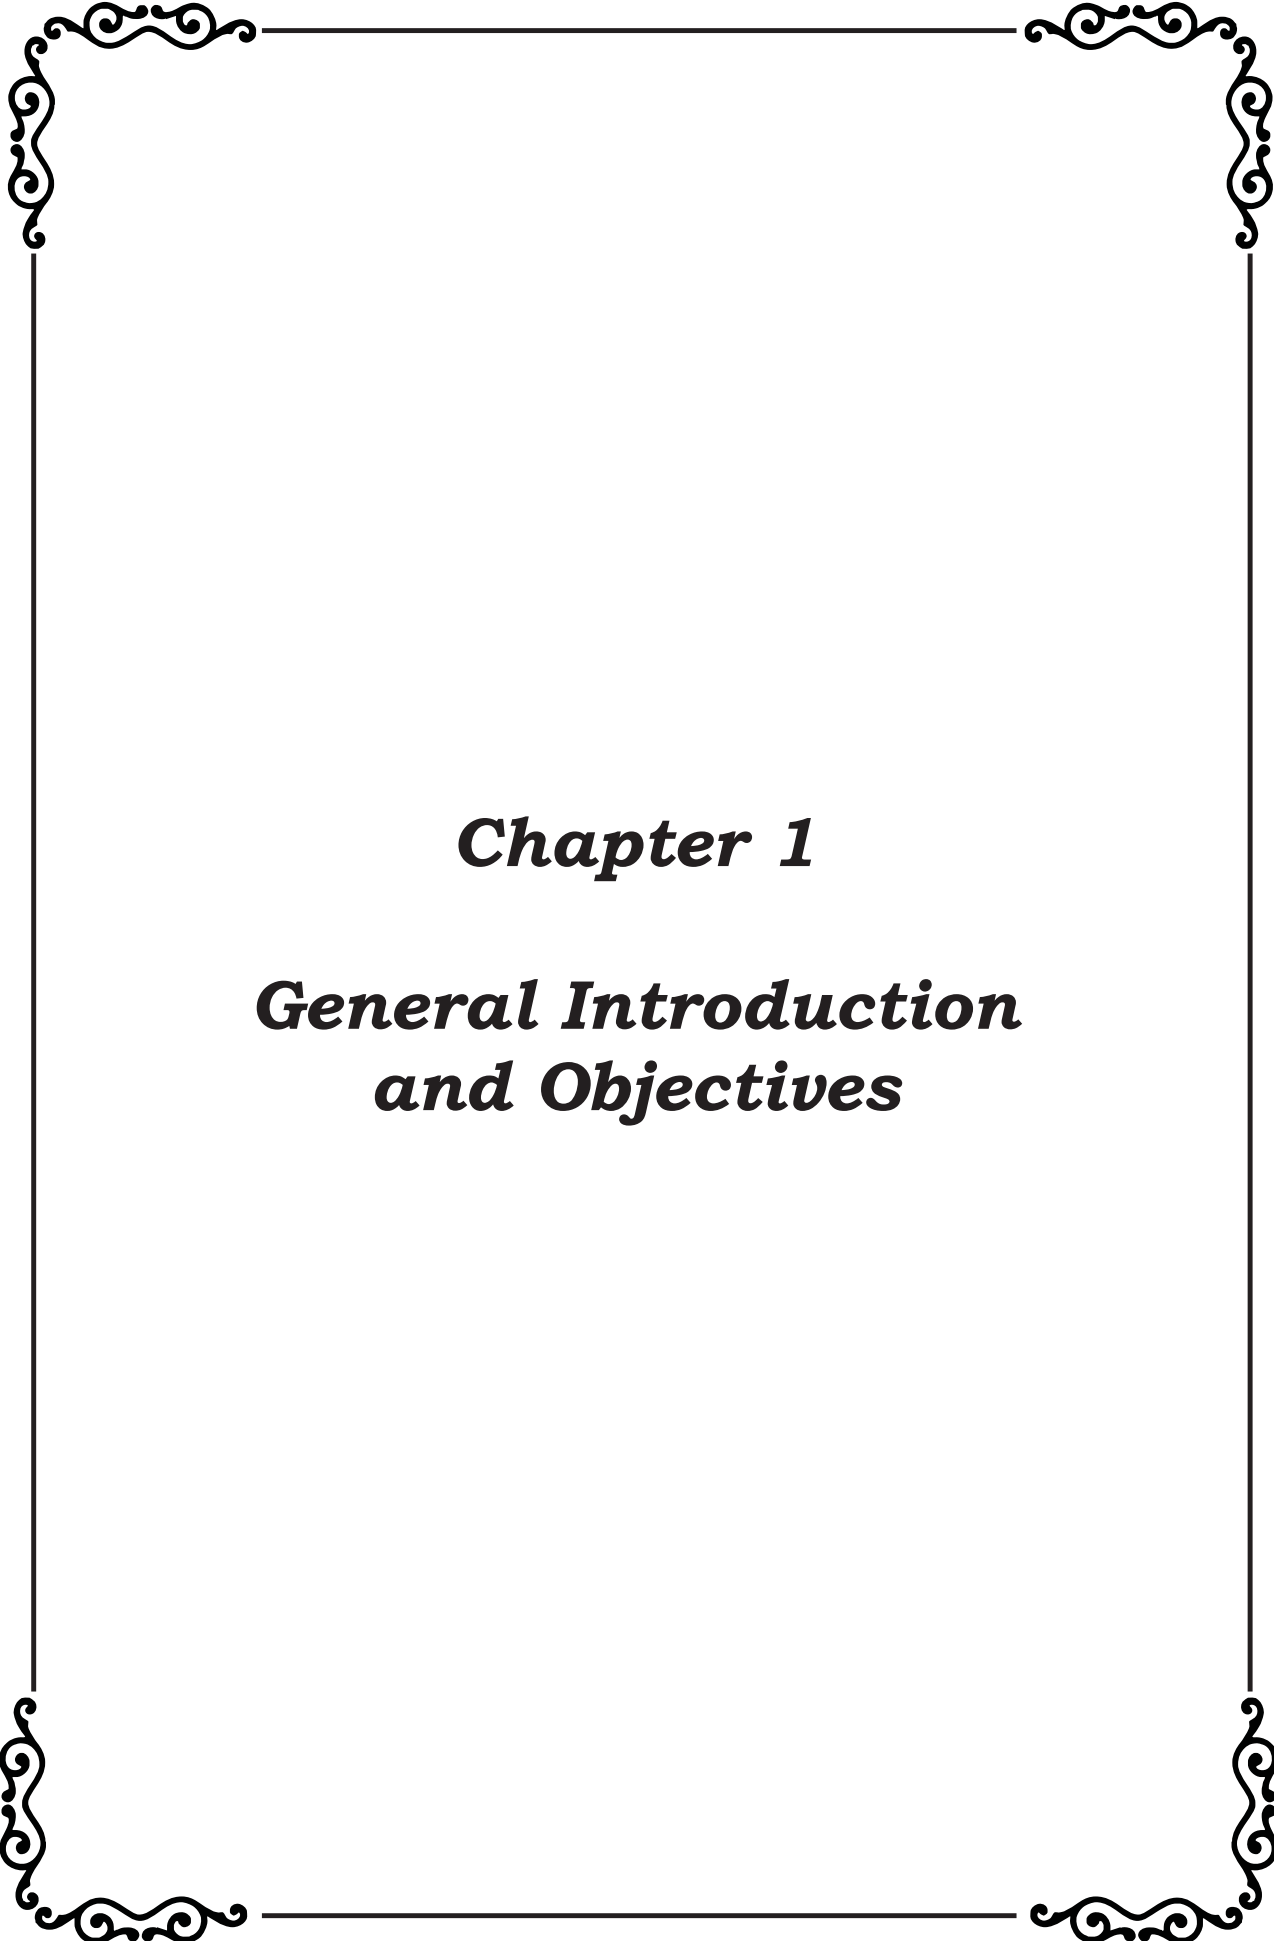 Chapter 1
General Introduction
and Objectives